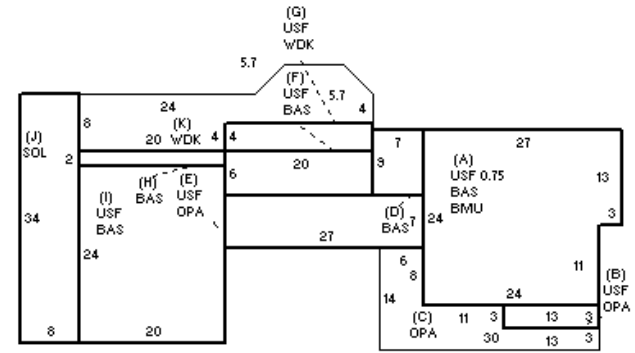 (G)
USF
WDK
5.7
(F)
USF
BAS
5.7
24
4
8
(K)
WDK
20
4
4
7
27
(J)
SOL
2
20
9
(A)
USF 0.75
BAS
BMU
13
(H)
BAS
(E)
USF
OPA
6
(I)
USF
BAS
3
34
(D)
BAS
7
24
27
24
6
8
11
(B)
USF
OPA
14
24
(C)
OPA
11
3
13
3
8
20
30
13
3